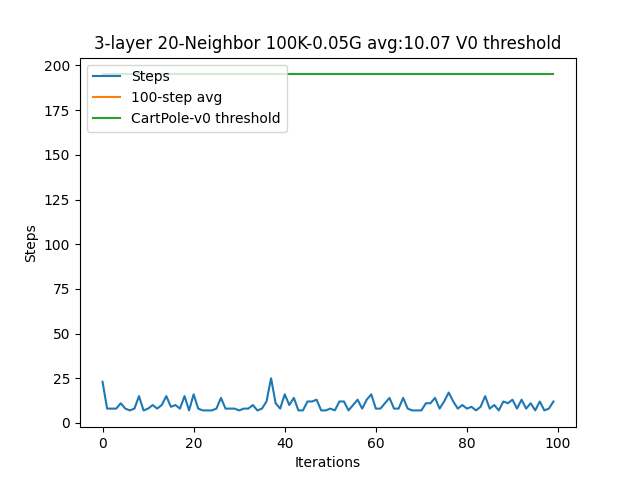 3-layer 20-Neighbor 100K-0.05G avg:10.07 V0 threshold
Steps
100-step avg
CartPole-v0 threshold
200
175
150
125
100
75
50
25
0
Steps
0
20
40
60
80
100
Iterations